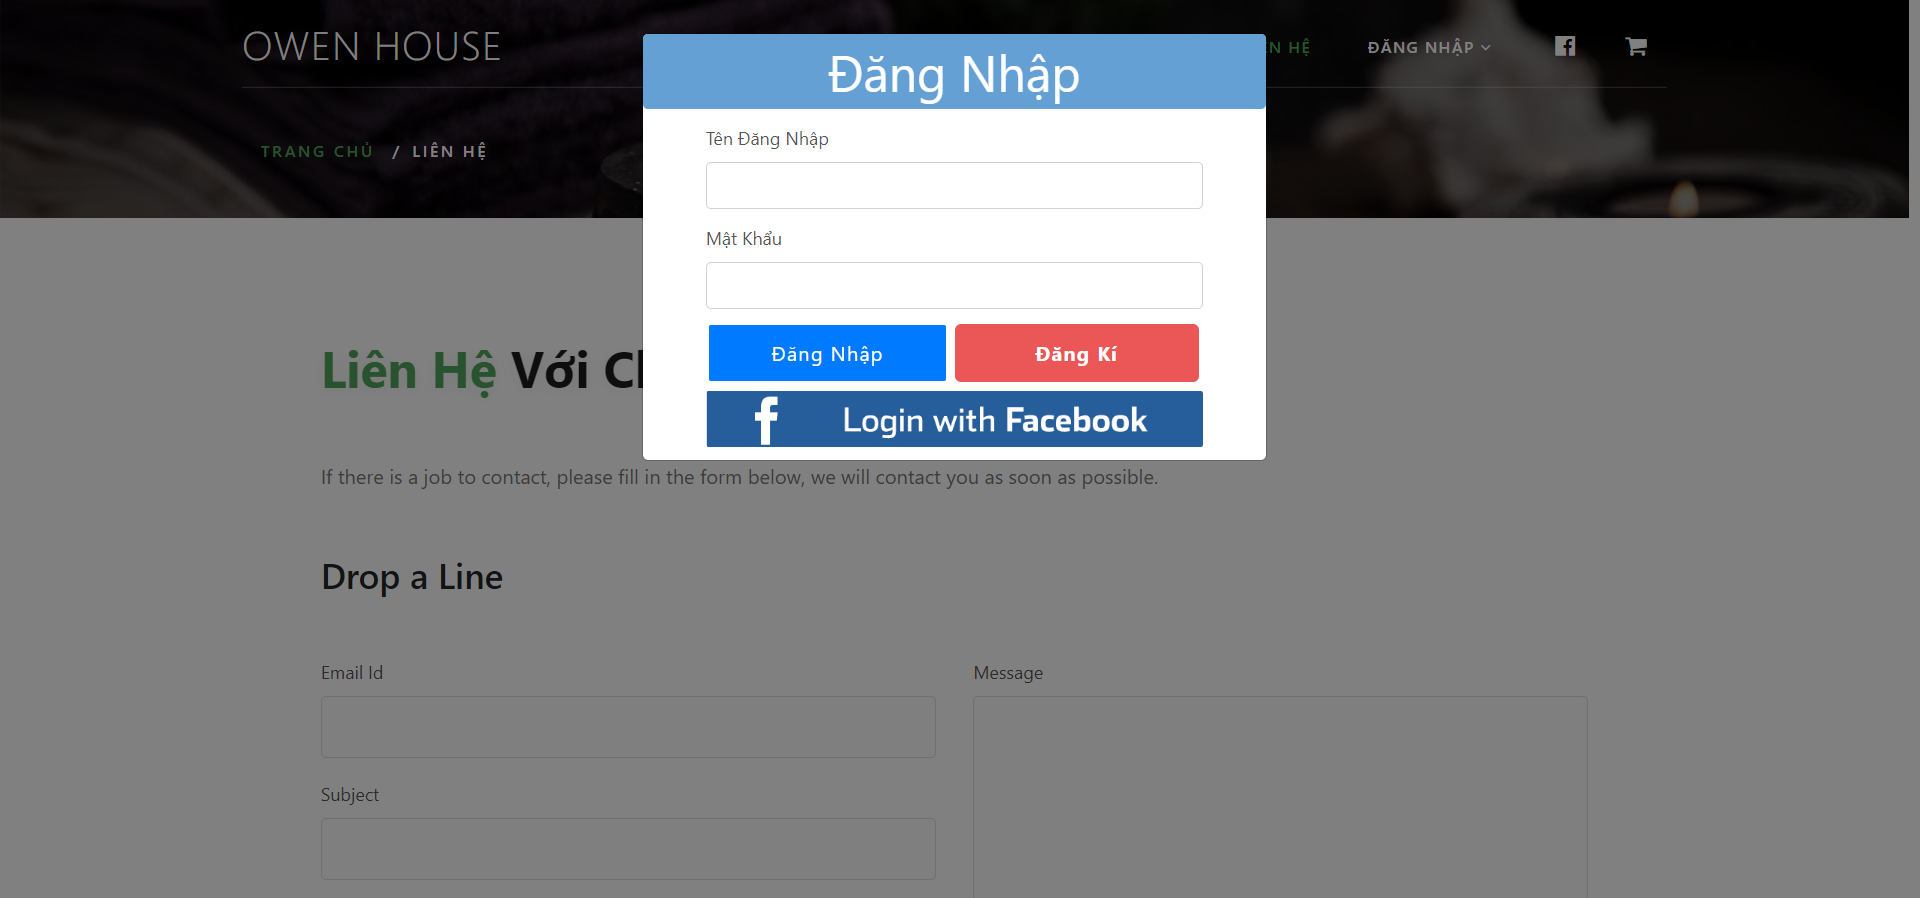 OWEN HOUSE
HỆ
ĐĂNG NHẬP
TRANG CHỦ / LIÊN HỆ
Đăng Nhập
Tên Đăng Nhập
Mật Khẩu
Đăng Nhập
Đăng Kí
f Login with Facebook
Liên Hệ Với
If there is a job to contact, please fill in the form below, we will contact you as soon as possible.
Drop a Line
Email Id
Message
Subject